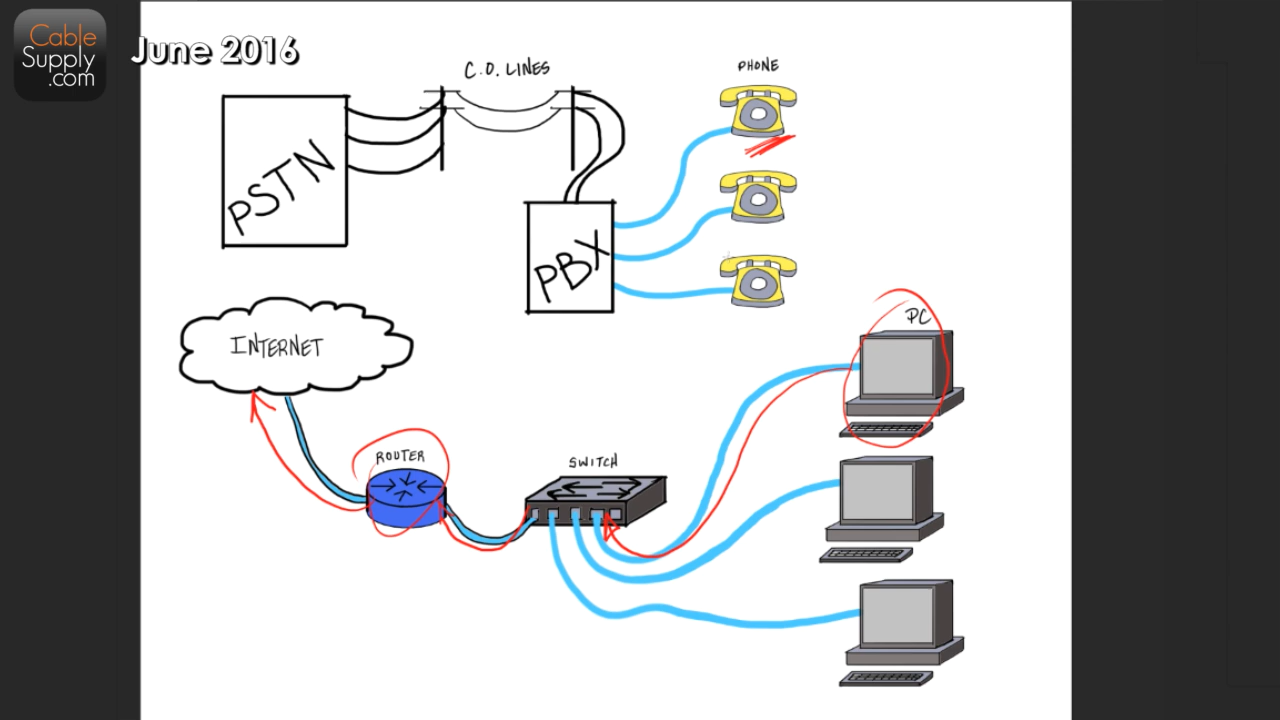 Cable
Supply
.com
June 2016
C.O. LINES
PHONE
PSTN
PBX
INTERNET
PC
ROUTER
SWITCH